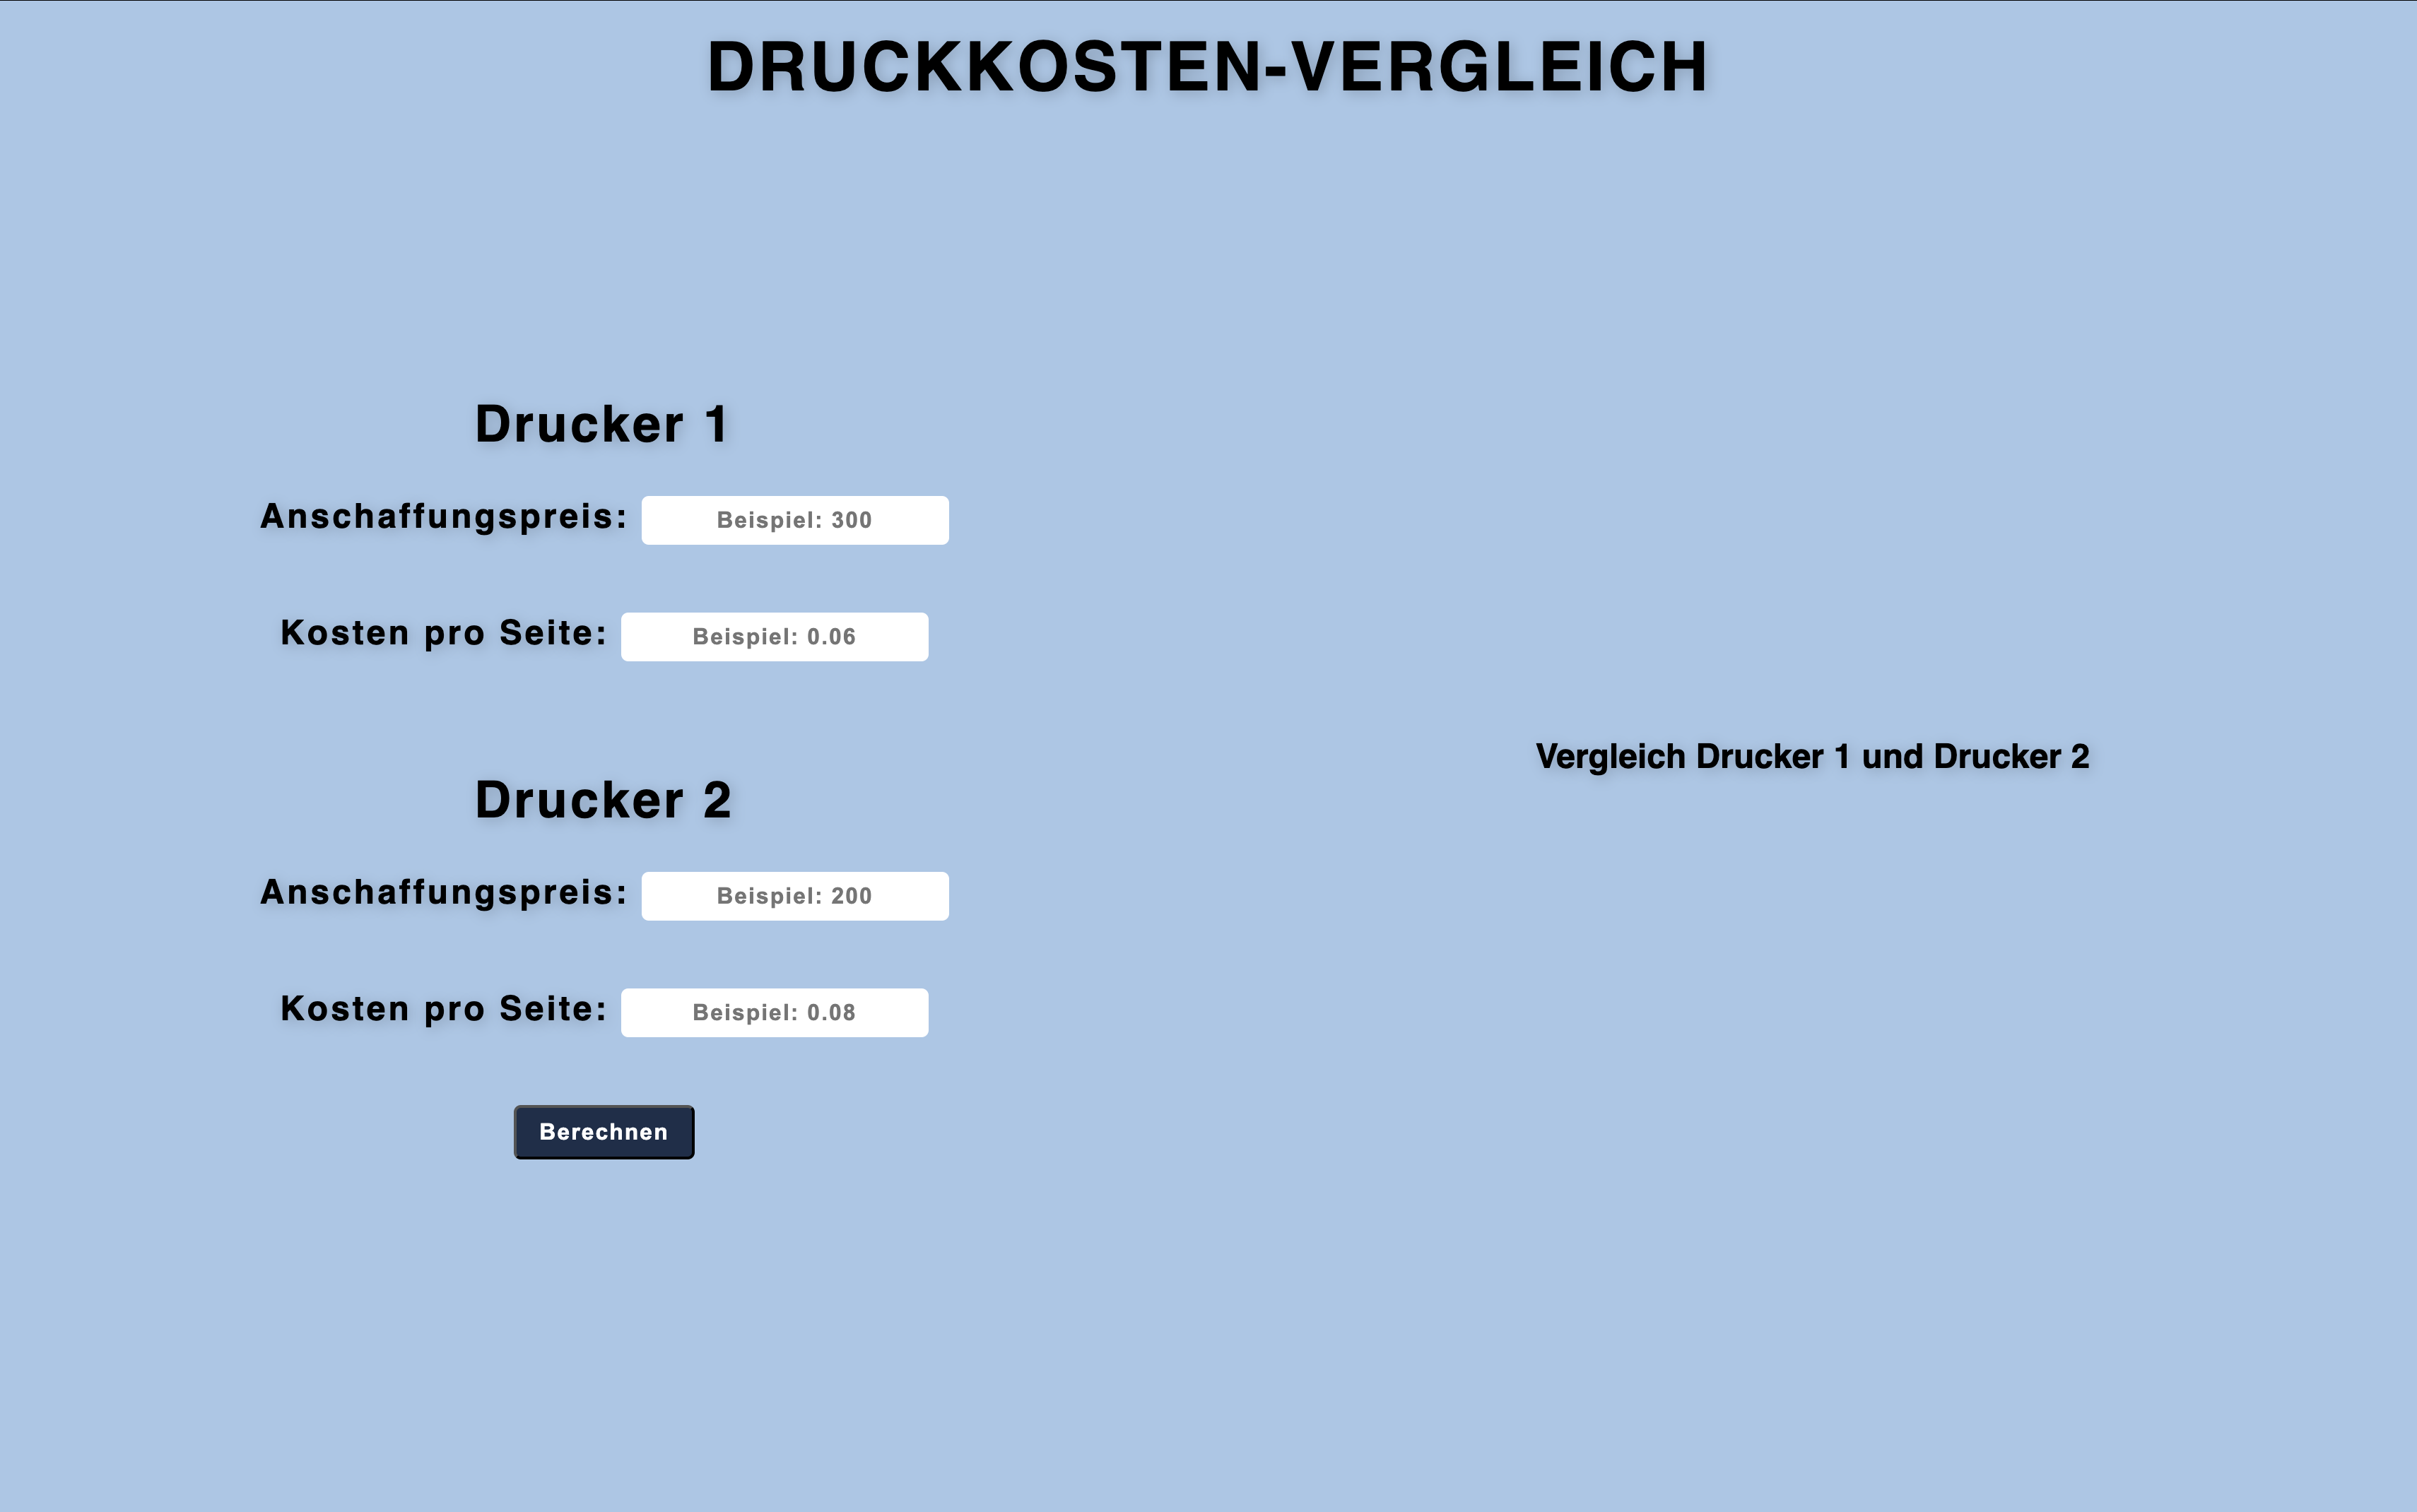 DRUCKKOSTEN-VERGLEICH
Drucker 1
Anschaffungspreis: Beispiel: 300
Kosten pro Seite: Beispiel: 0.06
Drucker 2
Anschaffungspreis: Beispiel: 200
Kosten pro Seite: Beispiel: 0.08
Berechnen
Vergleich Drucker 1 und Drucker 2